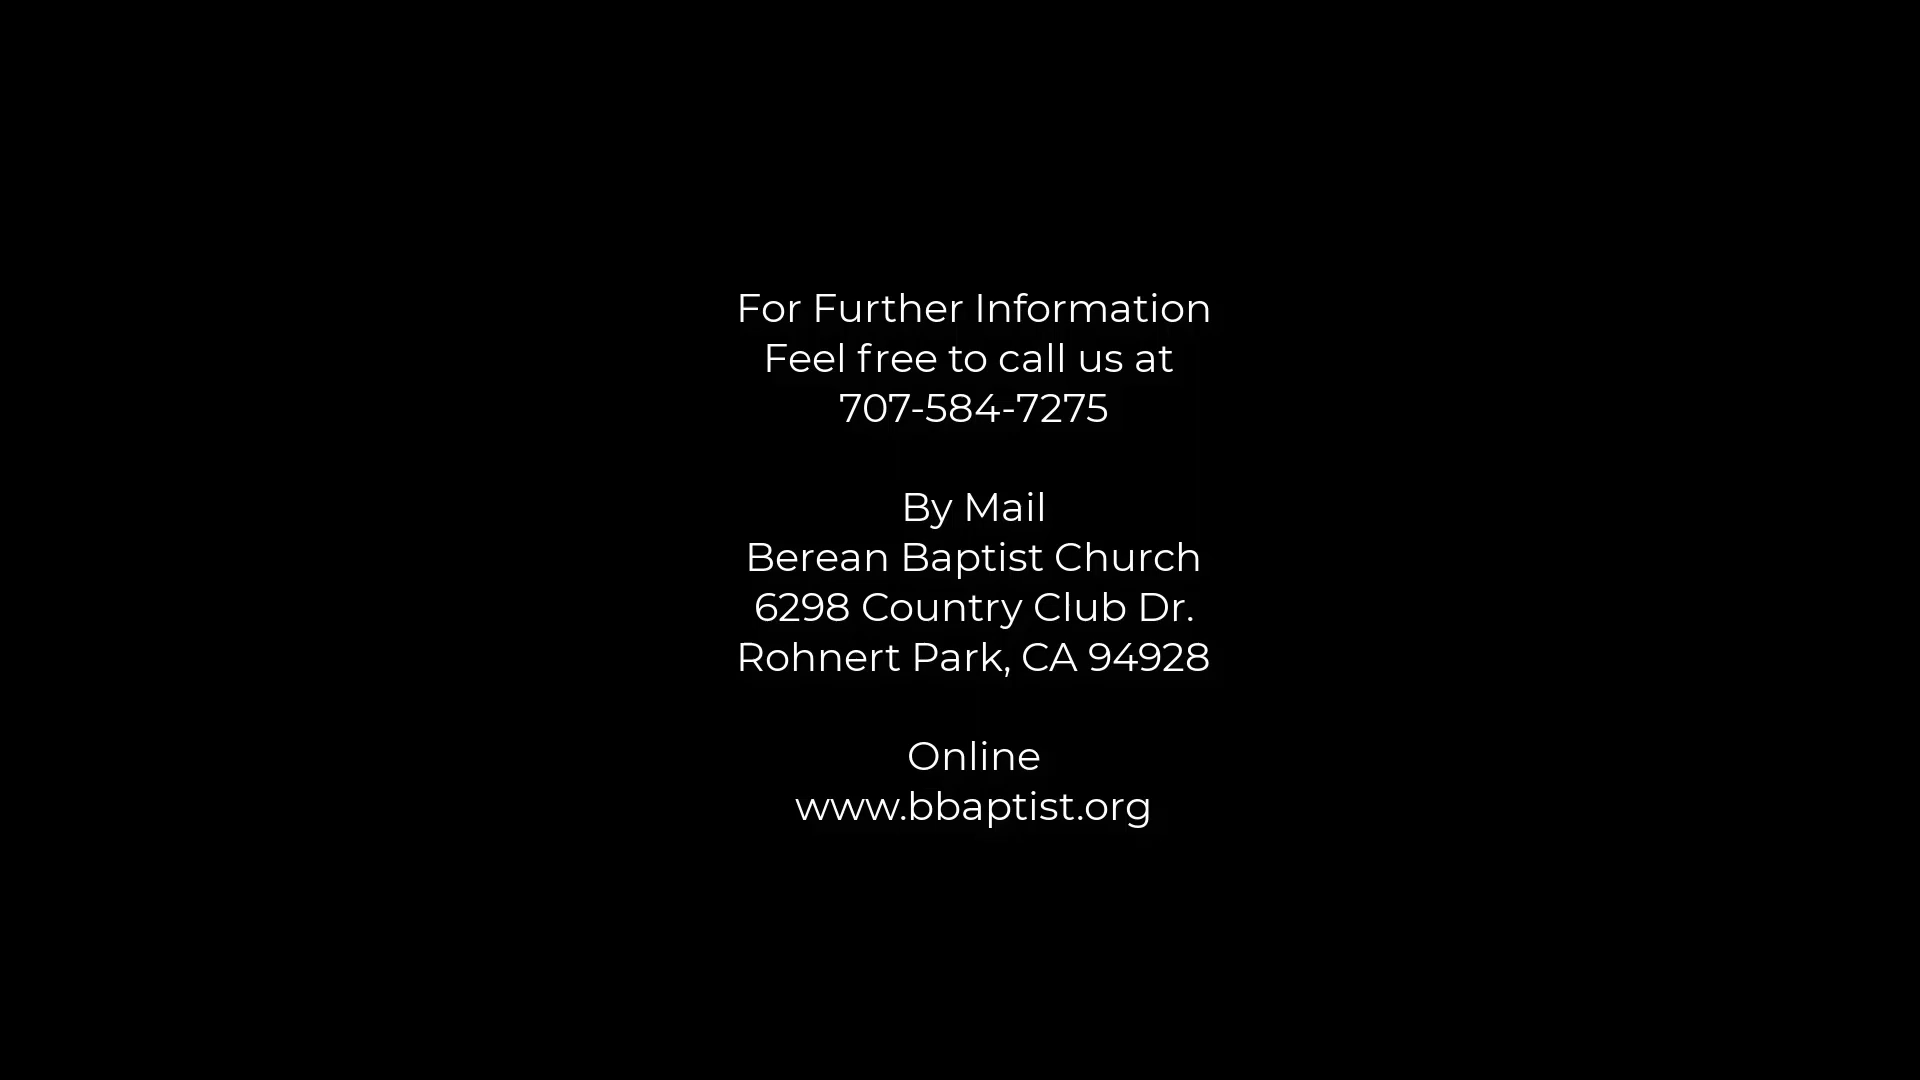 For Further Information
Feel free to call us at
707-584-7275
By Mail
Berean Baptist Church
6298 Country Club Dr.
Rohnert Park, CA 94928
Online
www.bbaptist.org